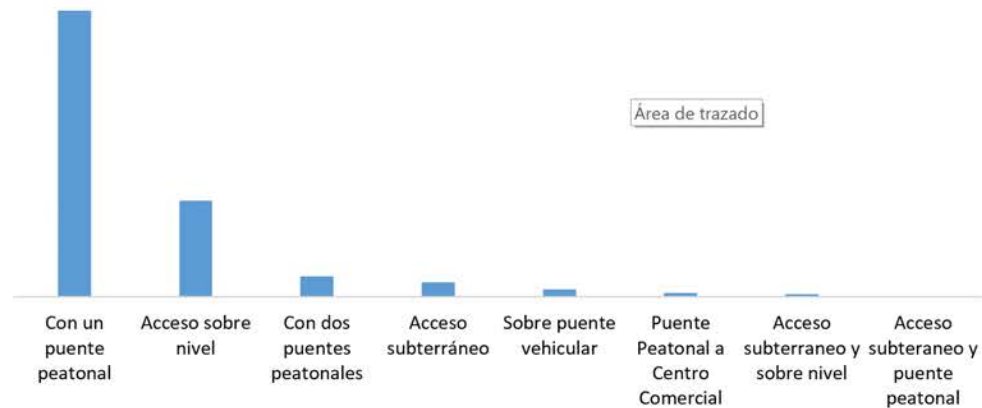 Área de trazado
Con un
puente
peatonal
Acceso sobre
nivel
Con dos
puentes
peatonales
Acceso
subterráneo
Sobre puente
vehicular
Puente
Peatonal a
Centro
Comercial
Acceso
subterraneo y
sobre nivel
Acceso
subteraneo y
puente
peatonal